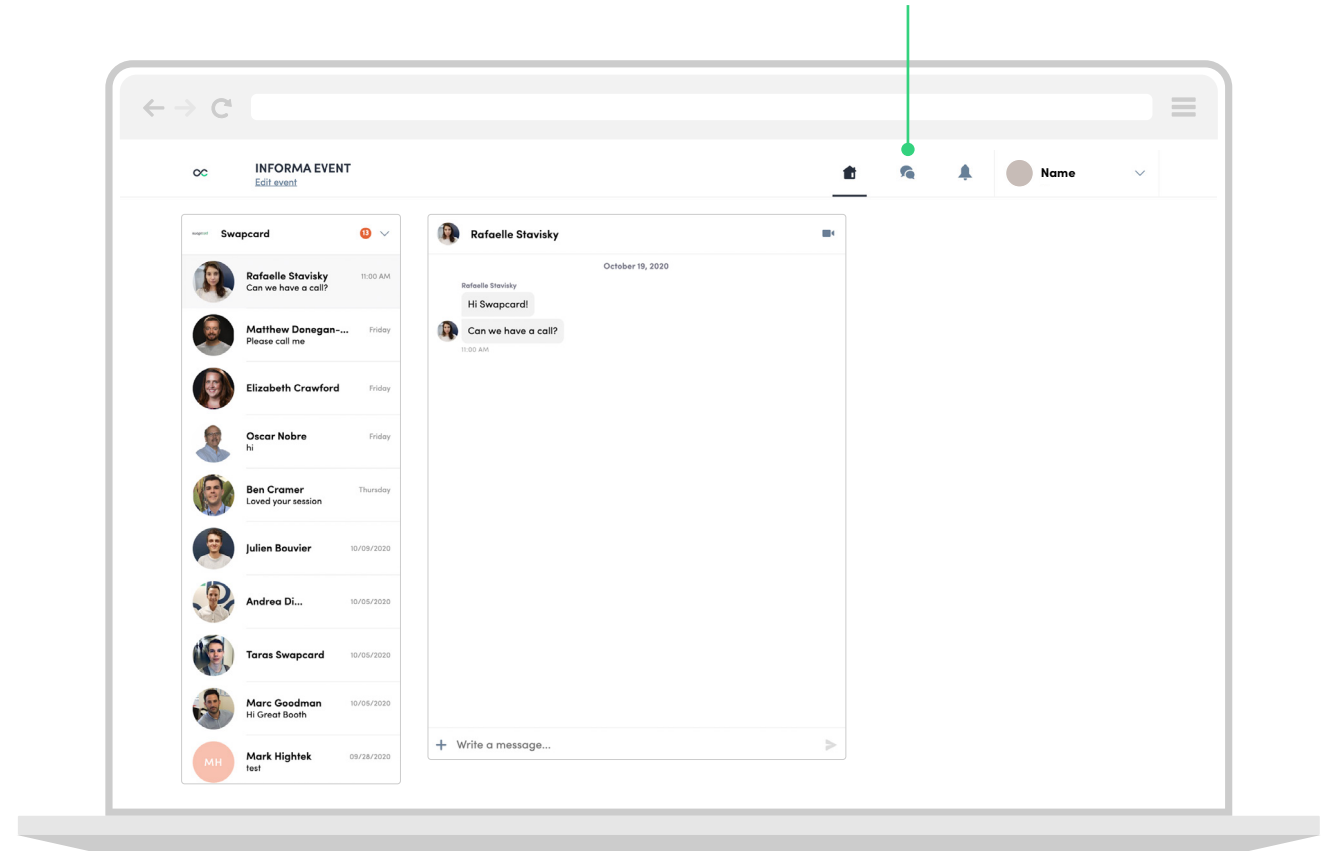 INFORMA EVENT
Edit event
Name
Swapcard
13
Rafaelle Stavisky
11:00 AM
Can we have a call?
Matthew Donegan-...
Friday
Please call me
Elizabeth Crawford
Friday
Oscar Nobre
Friday
hi
Ben Cramer
Thursday
Loved your session
Julien Bouvier
10/09/2020
Andrea Di...
10/05/2020
Taras Swapcard
10/05/2020
Marc Goodman
10/05/2020
Hi Great Booth
MH
Mark Hightek
09/28/2020
test
Rafaelle Stavisky
October 19, 2020
Rafaelle Stavisky
Hi Swapcard!
Can we have a call?
11:00 AM
+ Write a message...